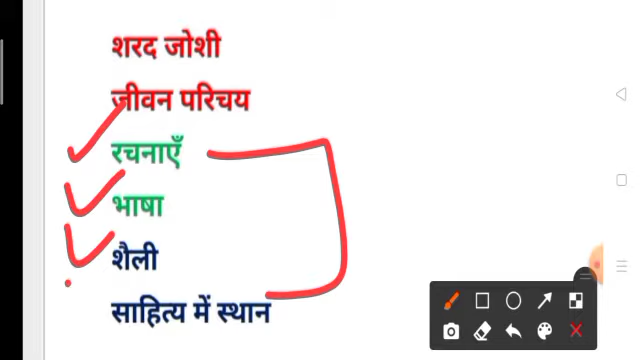 शरद जोशी
जीवन परिचय
रचनाएँ
भाषा
शैली
साहित्य में स्थान